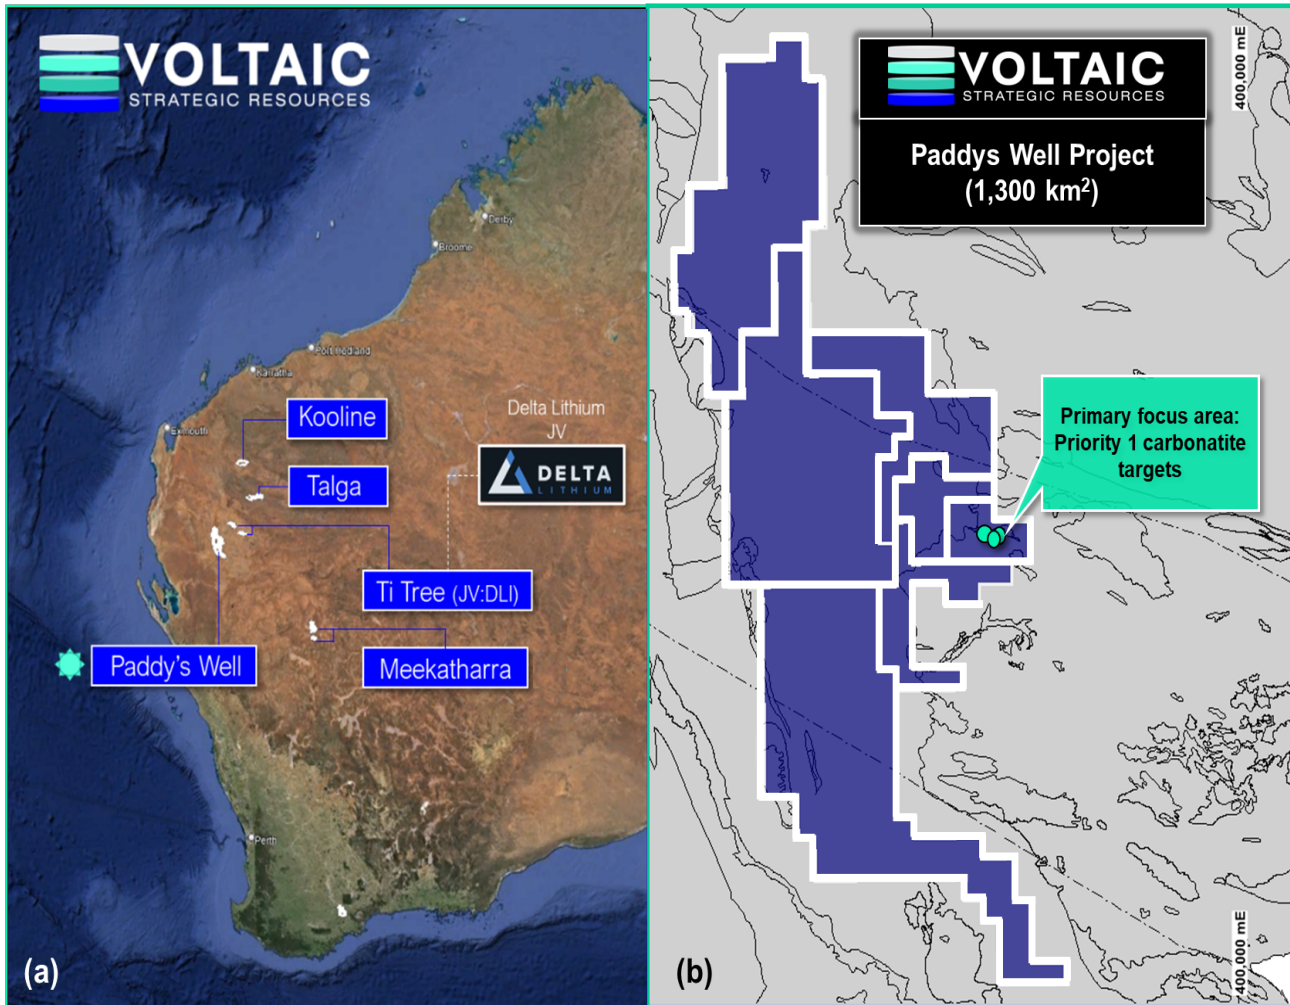 VOLTAIC
STRATEGIC RESOURCES
Derby
Broome
Port Hedland
Karratha
Exmouth
Kooline
Delta Lithium
JV
DELTA
LITHIUM
Talga
Ti Tree (JV:DLI)
Paddy's Well
Meekatharra
Perth
(a)
VOLTAIC
STRATEGIC RESOURCES
Paddys Well Project
(1,300 km²)
400,000 mE
Primary focus area:
Priority 1 carbonatite
targets
400,000 mE
(b)